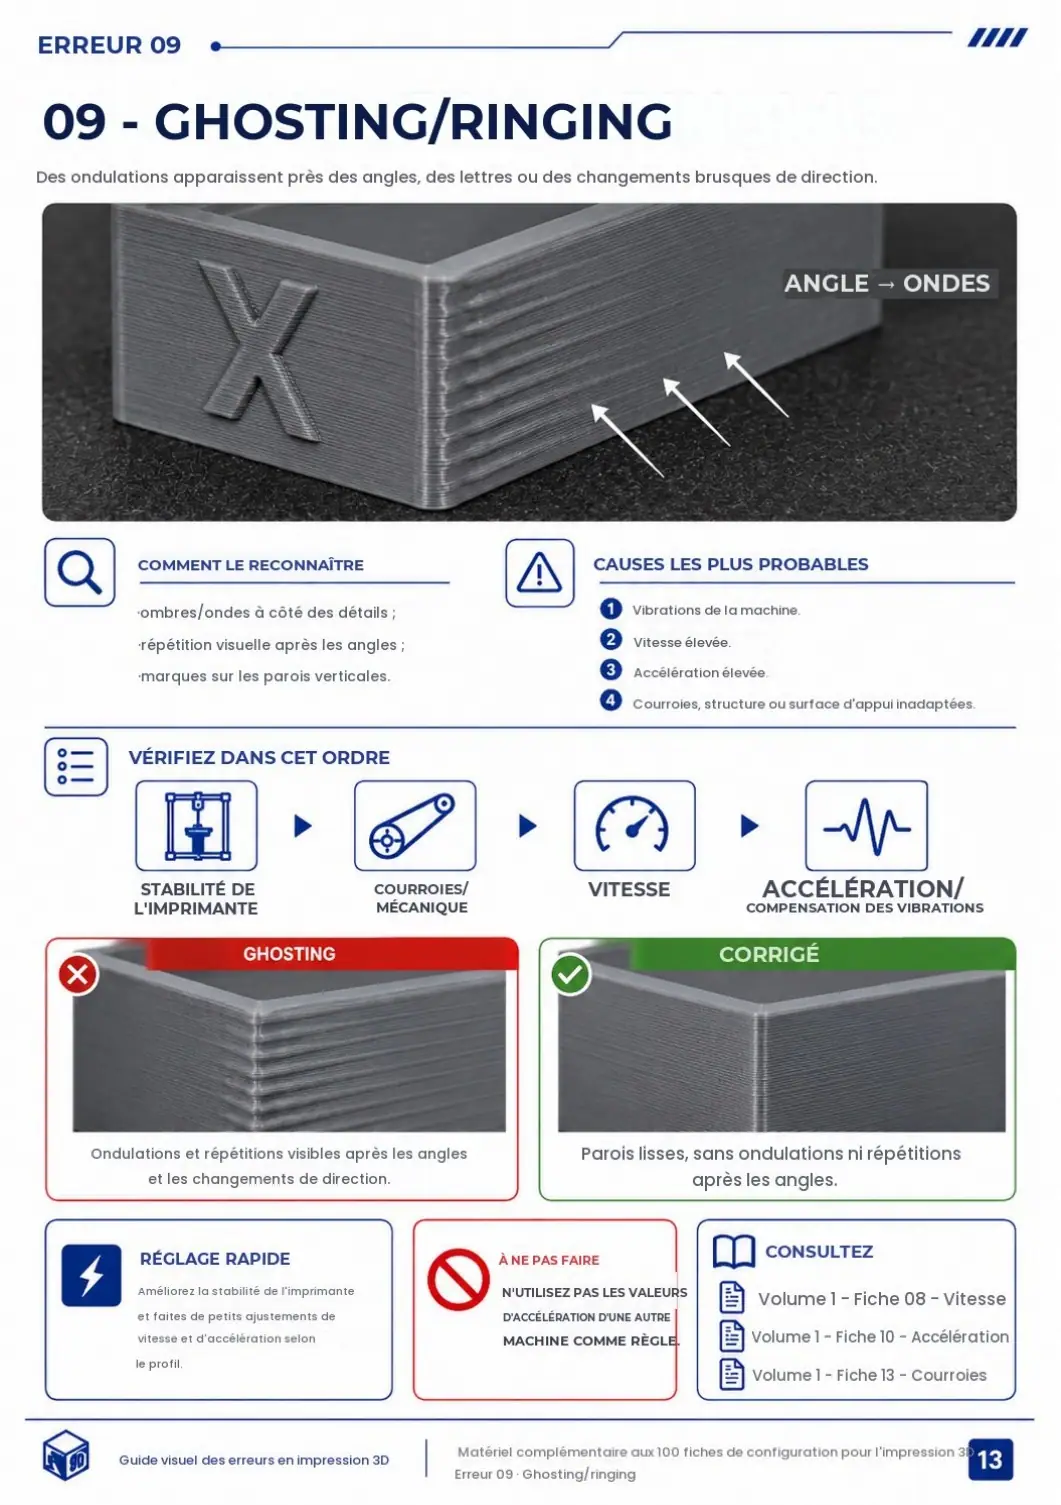 ERREUR 09
09 - GHOSTING/RINGING
Des ondulations apparaissent près des angles, des lettres ou des changements brusques de direction.
X
ANGLE → ONDES
COMMENT LE RECONNAÎTRE
·ombres/ondes à côté des détails ;
·répétition visuelle après les angles ;
·marques sur les parois verticales.
CAUSES LES PLUS PROBABLES
1 Vibrations de la machine.
2 Vitesse élevée.
3 Accélération élevée.
4 Courroies, structure ou surface d'appui inadaptées.
VÉRIFIEZ DANS CET ORDRE
STABILITÉ DE
L'IMPRIMANTE
COURROIES/
MÉCANIQUE
VITESSE
ACCÉLÉRATION/
COMPENSATION DES VIBRATIONS
GHOSTING
Ondulations et répétitions visibles après les angles
et les changements de direction.
CORRIGÉ
Parois lisses, sans ondulations ni répétitions
après les angles.
RÉGLAGE RAPIDE
Améliorez la stabilité de l'imprimante
et faites de petits ajustements de
vitesse et d'accélération selon
le profil.
À NE PAS FAIRE
N'UTILISEZ PAS LES VALEURS
D'ACCÉLÉRATION D'UNE AUTRE
MACHINE COMME RÈGLE.
CONSULTEZ
Volume 1 - Fiche 08 - Vitesse
Volume 1 - Fiche 10 - Accélération
Volume 1 - Fiche 13 - Courroies
Guide visuel des erreurs en impression 3D
Matériel complémentaire aux 100 fiches de configuration pour l'impression 3D
Erreur 09 · Ghosting/ringing
13